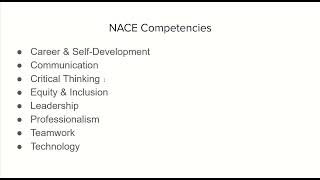 NACE Competencies
● Career & Self-Development
● Communication
● Critical Thinking
● Equity & Inclusion
● Leadership
● Professionalism
● Teamwork
● Technology